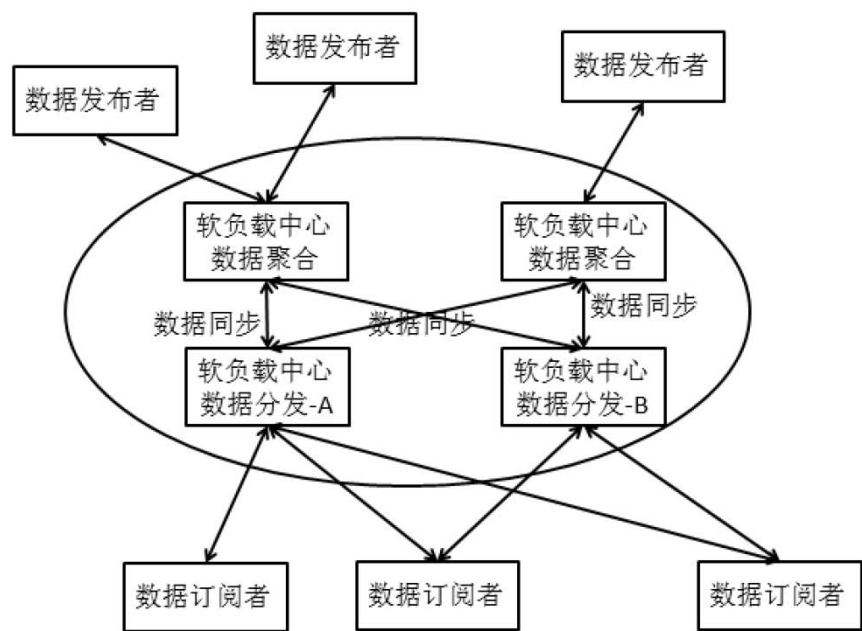 数据发布者
数据发布者
数据发布者
软负载中心
数据聚合
软负载中心
数据聚合
数据同步
数据同步
数据同步
软负载中心
数据分发-A
软负载中心
数据分发-B
数据订阅者
数据订阅者
数据订阅者